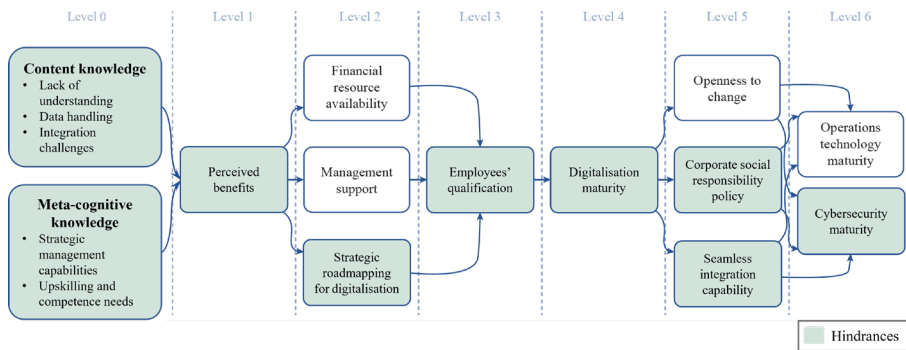 Level 0
Level 1
Level 2
Level 3
Level 4
Level 5
Level 6
Content knowledge
• Lack of
understanding
• Data handling
• Integration
challenges
Meta-cognitive
knowledge
• Strategic
management
capabilities
• Upskilling and
competence needs
Perceived
benefits
Financial
resource
availability
Management
support
Strategic
roadmapping
for digitalisation
Employees'
qualification
Digitalisation
maturity
Openness to
change
Corporate social
responsibility
policy
Seamless
integration
capability
Operations
technology
maturity
Cybersecurity
maturity
Hindrances